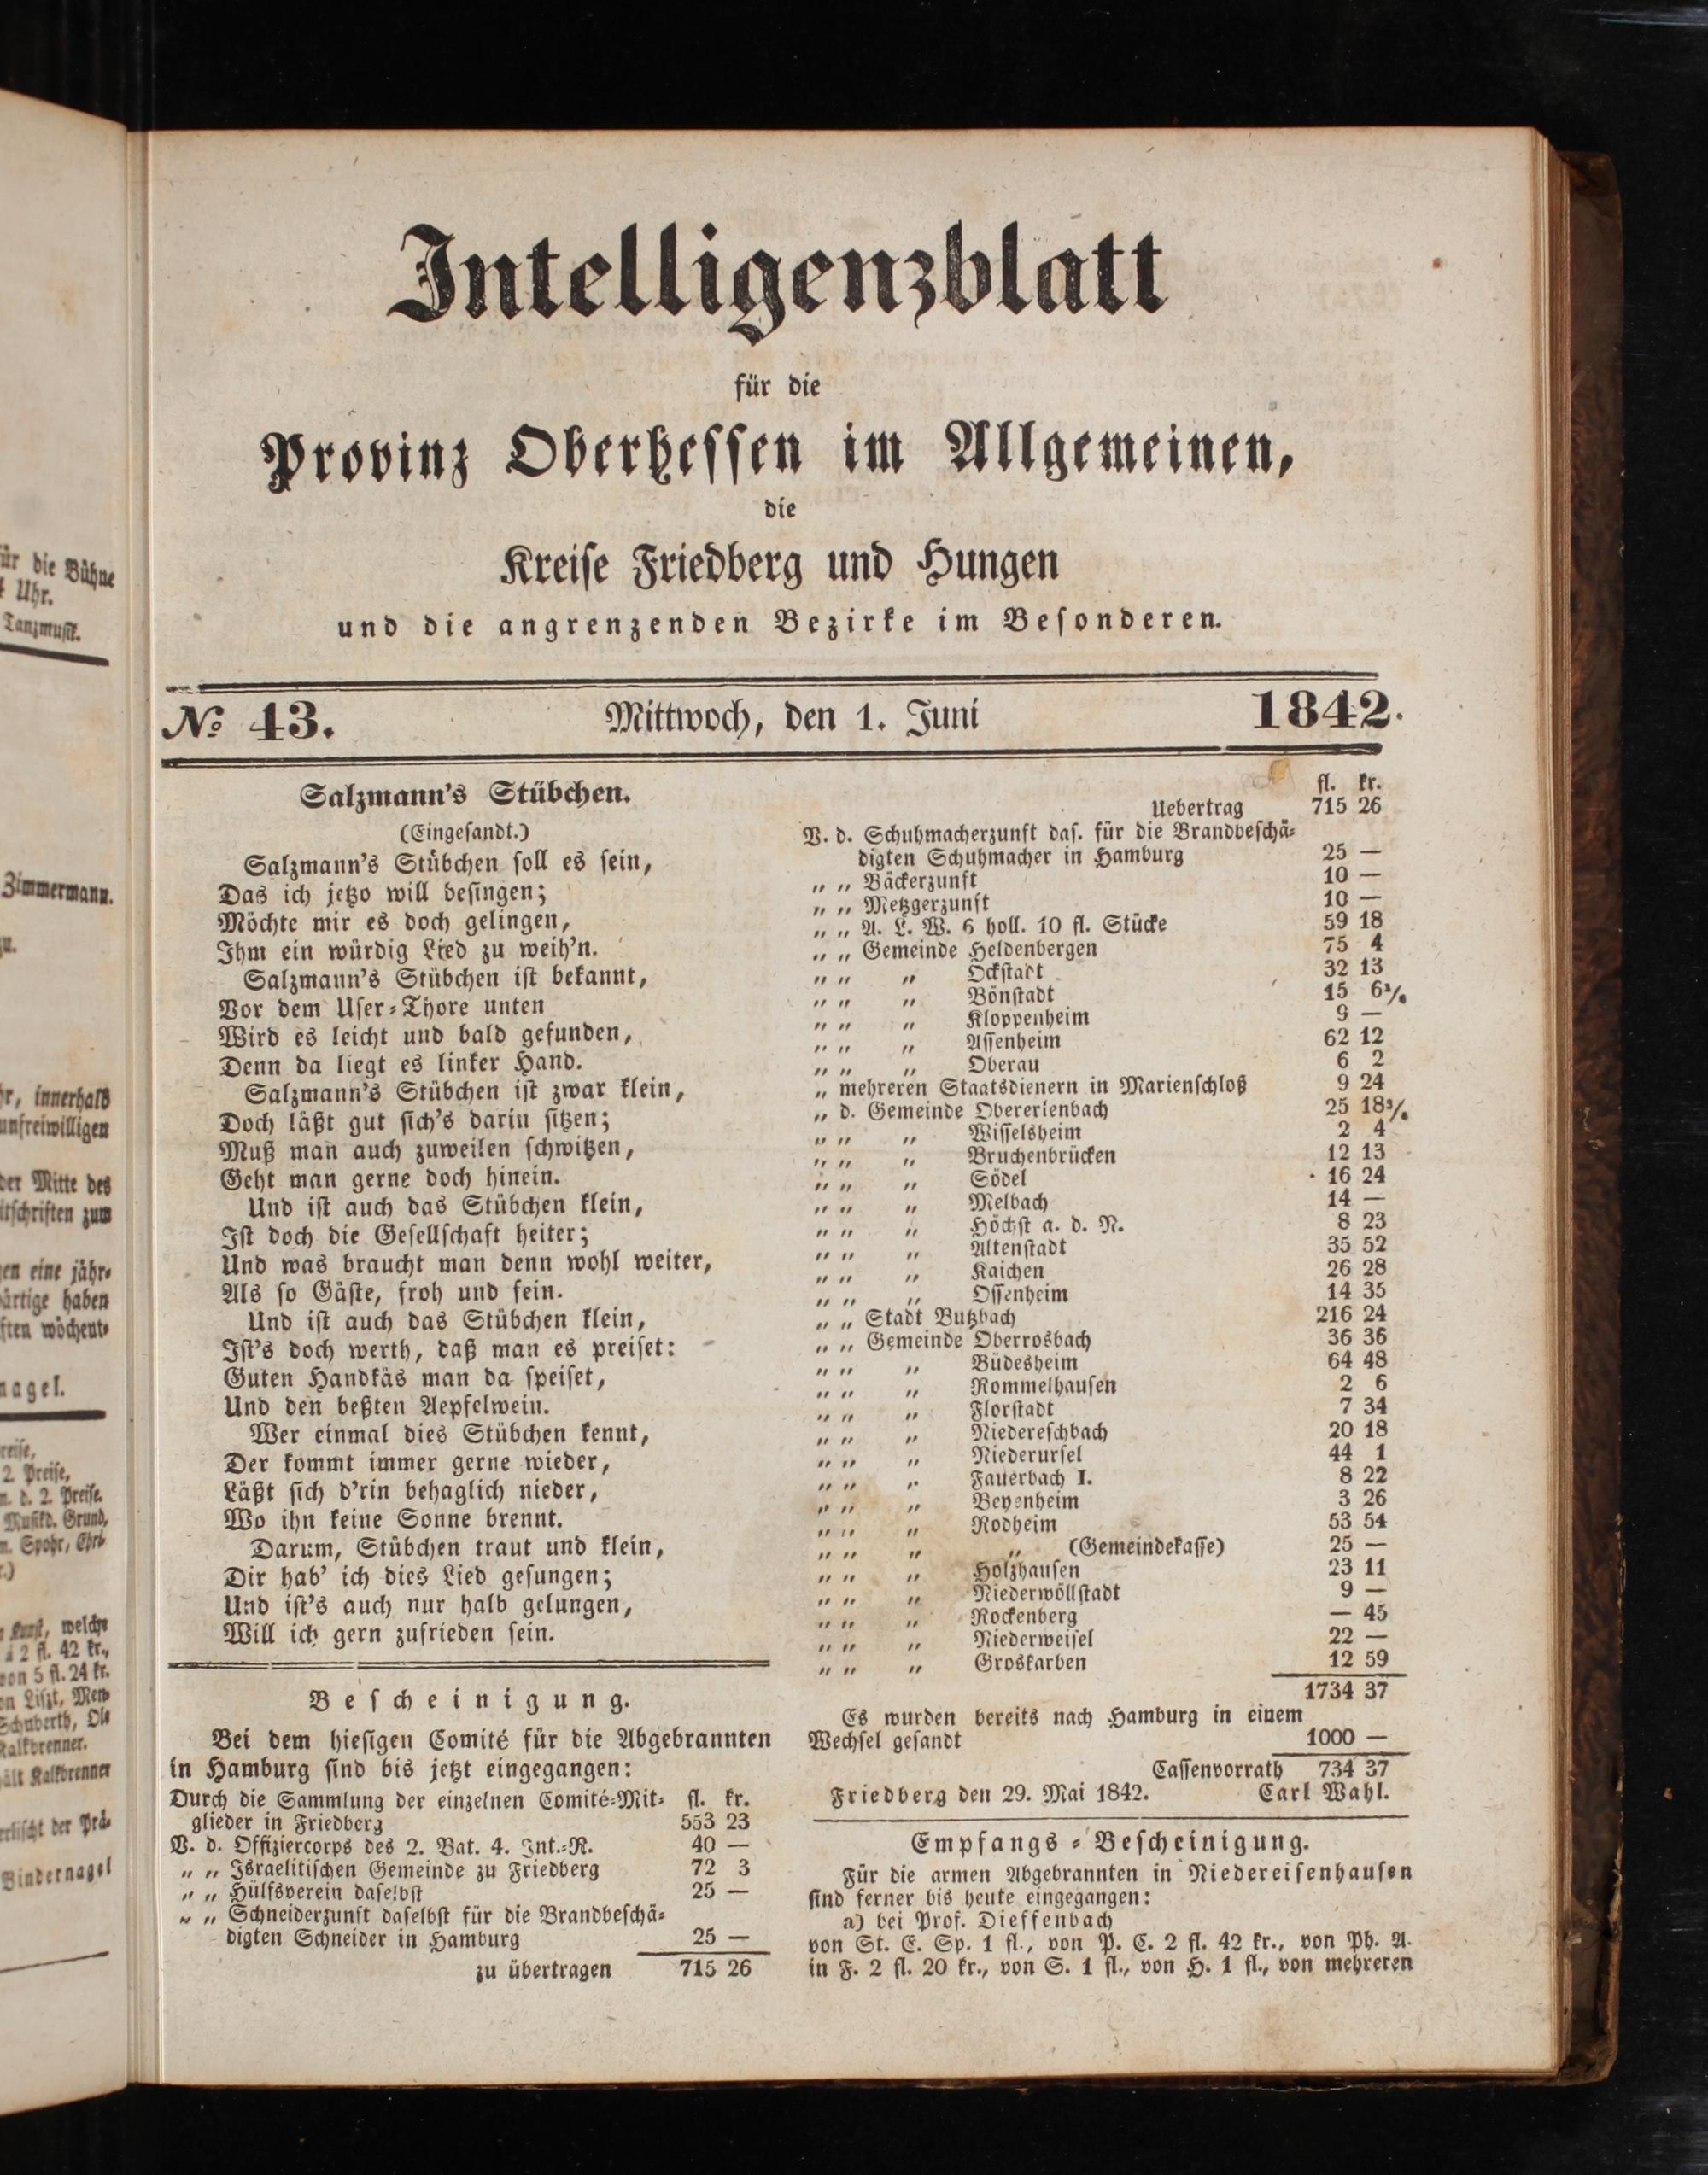 Intelligenzblatt
für die
Provinz Oberhessen im Allgemeinen,
die
Kreise Friedberg und Hungen
und die angrenzenden Bezirke im Besonderen.
No 43. Mittwoch, den 1. Juni 1842.
Salzmann's Stübchen.
(Eingesandt.)
Salzmann's Stübchen soll es sein,
Das ich jetzo will besingen;
Möchte mir es doch gelingen,
Ihm ein würdig Lied zu weih'n.
Salzmann's Stübchen ist bekannt,
Vor dem User-Thore unten
Wird es leicht und bald gefunden,
Denn da liegt es linker Hand.
Salzmann's Stübchen ist zwar klein,
Doch läßt gut sich's darin sitzen;
Muß man auch zuweilen schwitzen,
Geht man gerne doch hinein.
Und ist auch das Stübchen klein,
Ist doch die Gesellschaft heiter;
Und was braucht man denn wohl weiter,
Als so Gäste, froh und fein.
Und ist auch das Stübchen klein,
Ist's doch werth, daß man es preiset:
Guten Handkäs man da speiset,
Und den beßten Aepfelwein.
Wer einmal dies Stübchen kennt,
Der kommt immer gerne wieder,
Läßt sich d'rin behaglich nieder,
Wo ihn keine Sonne brennt.
Darum, Stübchen traut und klein,
Dir hab' ich dies Lied gesungen;
Und ist's auch nur halb gelungen,
Will ich gern zufrieden sein.
Bescheinigung.
Bei dem hiesigen Comité für die Abgebrannten
in Hamburg sind bis jetzt eingegangen:
Durch die Sammlung der einzelnen Comité-Mit- fl. kr.
glieder in Friedberg 553 23
V. d. Offiziercorps des 2. Bat. 4. Int.-R. 40 —
„ „ Israelitischen Gemeinde zu Friedberg 72 3
„ „ Hülfsverein daselbst 25 —
„ „ Schneiderzunft daselbst für die Brandbeschä-
digten Schneider in Hamburg 25 —
zu übertragen 715 26
fl. kr.
Uebertrag 715 26
V. d. Schuhmacherzunft das. für die Brandbeschä-
digten Schuhmacher in Hamburg 25 —
„ „ Bäckerzunft 10 —
„ „ Metzgerzunft 10 —
„ „ A. L. W. 6 holl. 10 fl. Stücke 59 18
„ „ Gemeinde Heldenbergen 75 4
„ „ „ Ockstadt 32 13
„ „ „ Bönstadt 15 6
„ „ „ Kloppenheim 9 —
„ „ „ Assenheim 62 12
„ „ „ Oberau 6 2
„ mehreren Staatsdienern in Marienschloß 9 24
„ d. Gemeinde Obererlenbach 25 18
„ „ „ Wisselsheim 2 4
„ „ „ Bruchenbrücken 12 13
„ „ „ Södel 16 24
„ „ „ Melbach 14 —
„ „ „ Höchst a. d. N. 8 23
„ „ „ Altenstadt 35 52
„ „ „ Kaichen 26 28
„ „ „ Ossenheim 14 35
„ „ Stadt Butzbach 216 24
„ „ Gemeinde Oberrosbach 36 36
„ „ „ Büdesheim 64 48
„ „ „ Rommelhausen 2 6
„ „ „ Florstadt 7 34
„ „ „ Niedereschbach 20 18
„ „ „ Niederursel 44 1
„ „ „ Fauerbach I. 8 22
„ „ „ Beyenheim 3 26
„ „ „ Rodheim 53 54
„ „ „ „ (Gemeindekasse) 25 —
„ „ „ Holzhausen 23 11
„ „ „ Niederwöllstadt 9 —
„ „ „ Rockenberg — 45
„ „ „ Niederweisel 22 —
„ „ „ Groskarben 12 59
1734 37
Es wurden bereits nach Hamburg in einem
Wechsel gesandt 1000 —
Cassenvorrath 734 37
Friedberg den 29. Mai 1842. Carl Wahl.
Empfangs-Bescheinigung.
Für die armen Abgebrannten in Niedereisenhausen
sind ferner bis heute eingegangen:
a) bei Prof. Dieffenbach
von St. E. Sp. 1 fl., von P. C. 2 fl. 42 kr., von Ph. A.
in F. 2 fl. 20 kr., von S. 1 fl., von H. 1 fl., von mehreren